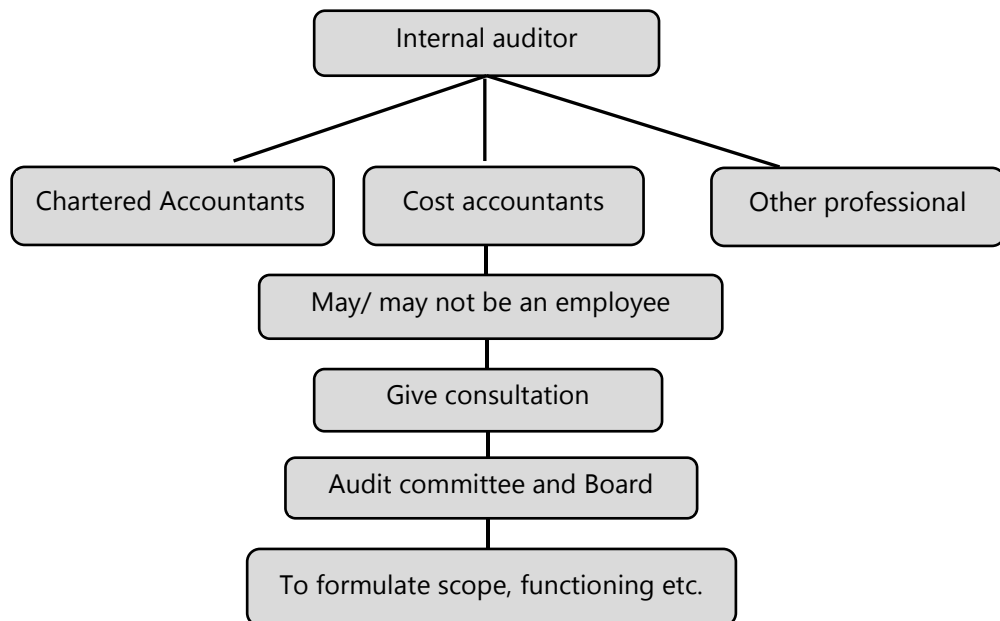 Internal auditor
Chartered Accountants
Cost accountants
Other professional
May/ may not be an employee
Give consultation
Audit committee and Board
To formulate scope, functioning etc.